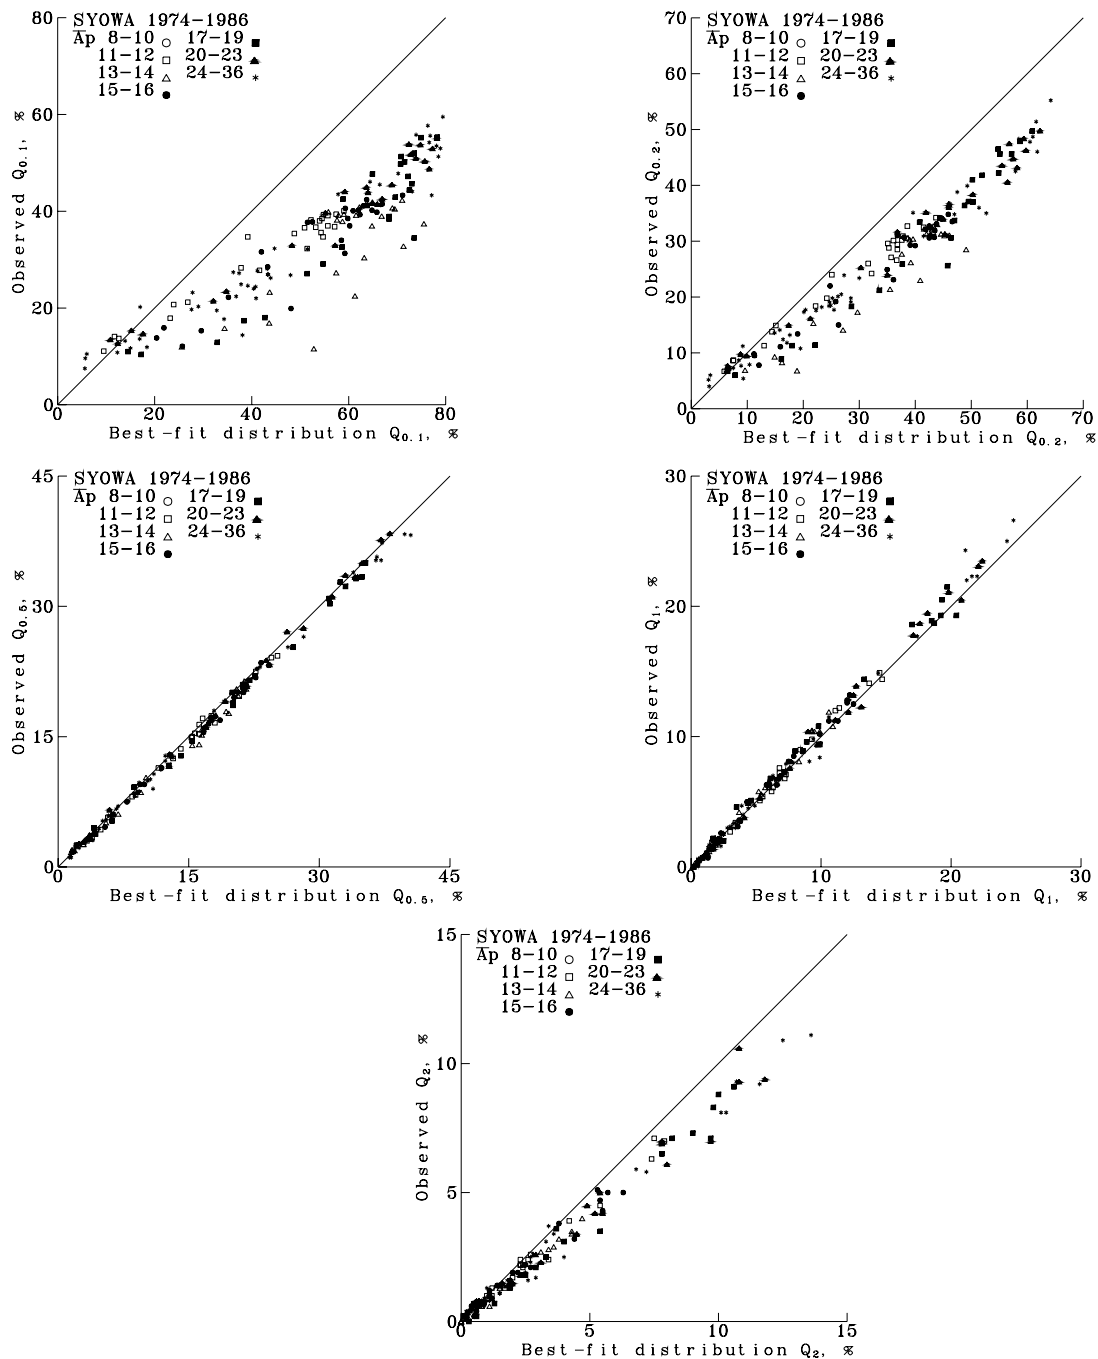 SYOWA 1974-1986
Ap 8-10 17-19
11-12 20-23
13-14 24-36
15-16
80
60
40
20
0
0 20 40 60 80
Observed Q0.1, %
Best-fit distribution Q0.1, %
SYOWA 1974-1986
Ap 8-10 17-19
11-12 20-23
13-14 24-36
15-16
70
60
50
40
30
20
10
0
0 10 20 30 40 50 60 70
Observed Q0.2, %
Best-fit distribution Q0.2, %
SYOWA 1974-1986
Ap 8-10 17-19
11-12 20-23
13-14 24-36
15-16
45
30
15
0
0 15 30 45
Observed Q0.5, %
Best-fit distribution Q0.5, %
SYOWA 1974-1986
Ap 8-10 17-19
11-12 20-23
13-14 24-36
15-16
30
20
10
0
0 10 20 30
Observed Q1, %
Best-fit distribution Q1, %
SYOWA 1974-1986
Ap 8-10 17-19
11-12 20-23
13-14 24-36
15-16
15
10
5
0
0 5 10 15
Observed Q2, %
Best-fit distribution Q2, %